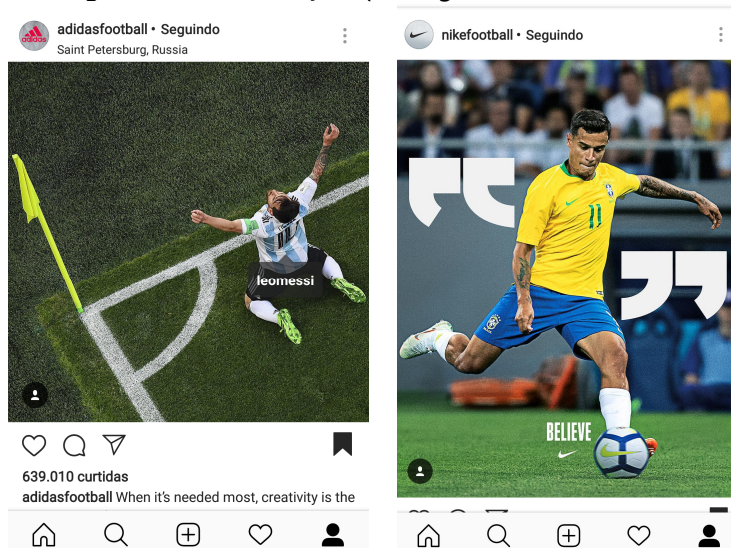 adidasfootball • Seguindo
Saint Petersburg, Russia
adidas
leomessi
639.010 curtidas
adidasfootball When it's needed most, creativity is the
nikefootball • Seguindo
11
BELIEVE